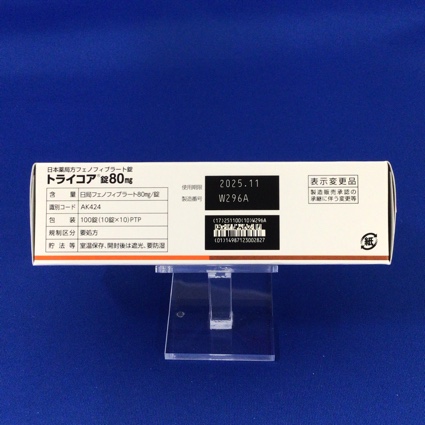 日本薬局方フェノフィブラート錠
トライコア®錠80mg
含量 日局フェノフィブラート80mg/錠
識別コード AK424
包装 100錠(10錠×10)PTP
規制区分 要処方
貯法等 室温保存、開封後は遮光、要防湿
使用期限 2025.11
製造番号 W296A
(17)251100(10)W296A
(01)14987123002827
表示変更品
製造販売承認の
承継に伴う変更等
紙